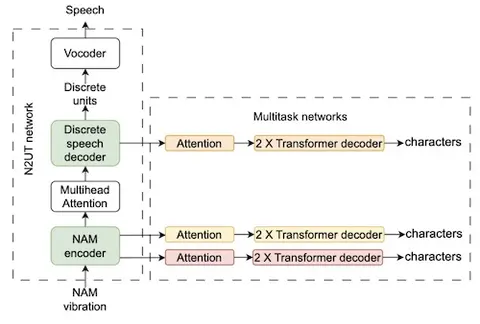 Speech
Vocoder
Discrete
units
N2UT network
Discrete
speech
decoder
Multihead
Attention
NAM
encoder
NAM
vibration
Multitask networks
Attention
2 X Transformer decoder
characters
Attention
2 X Transformer decoder
characters
Attention
2 X Transformer decoder
characters